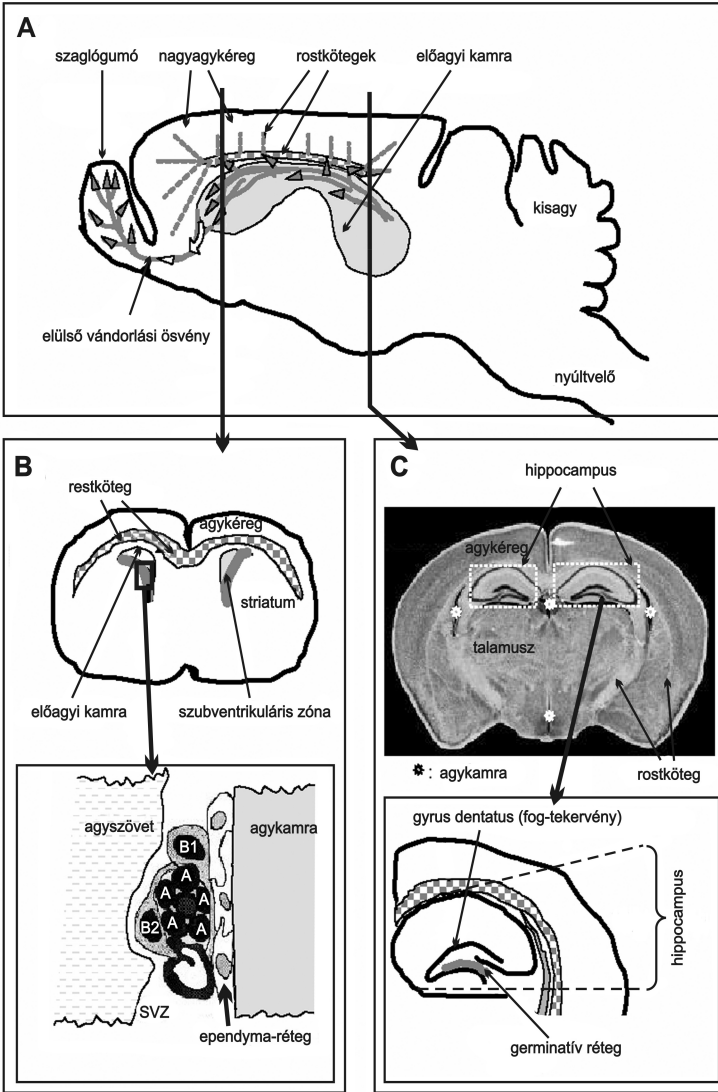 A
szaglógumó
nagyagykéreg
rostkötegek
előagyi kamra
kisagy
elülső vándorlási ösvény
nyúltvelő
B
restköteg
agykéreg
striatum
előagyi kamra
szubventrikuláris zóna
agyszövet
agykamra
B1
A
A
A
A
A
B2
SVZ
ependyma-réteg
C
hippocampus
agykéreg
talamusz
: agykamra
rostköteg
gyrus dentatus (fog-tekervény)
hippocampus
germinatív réteg